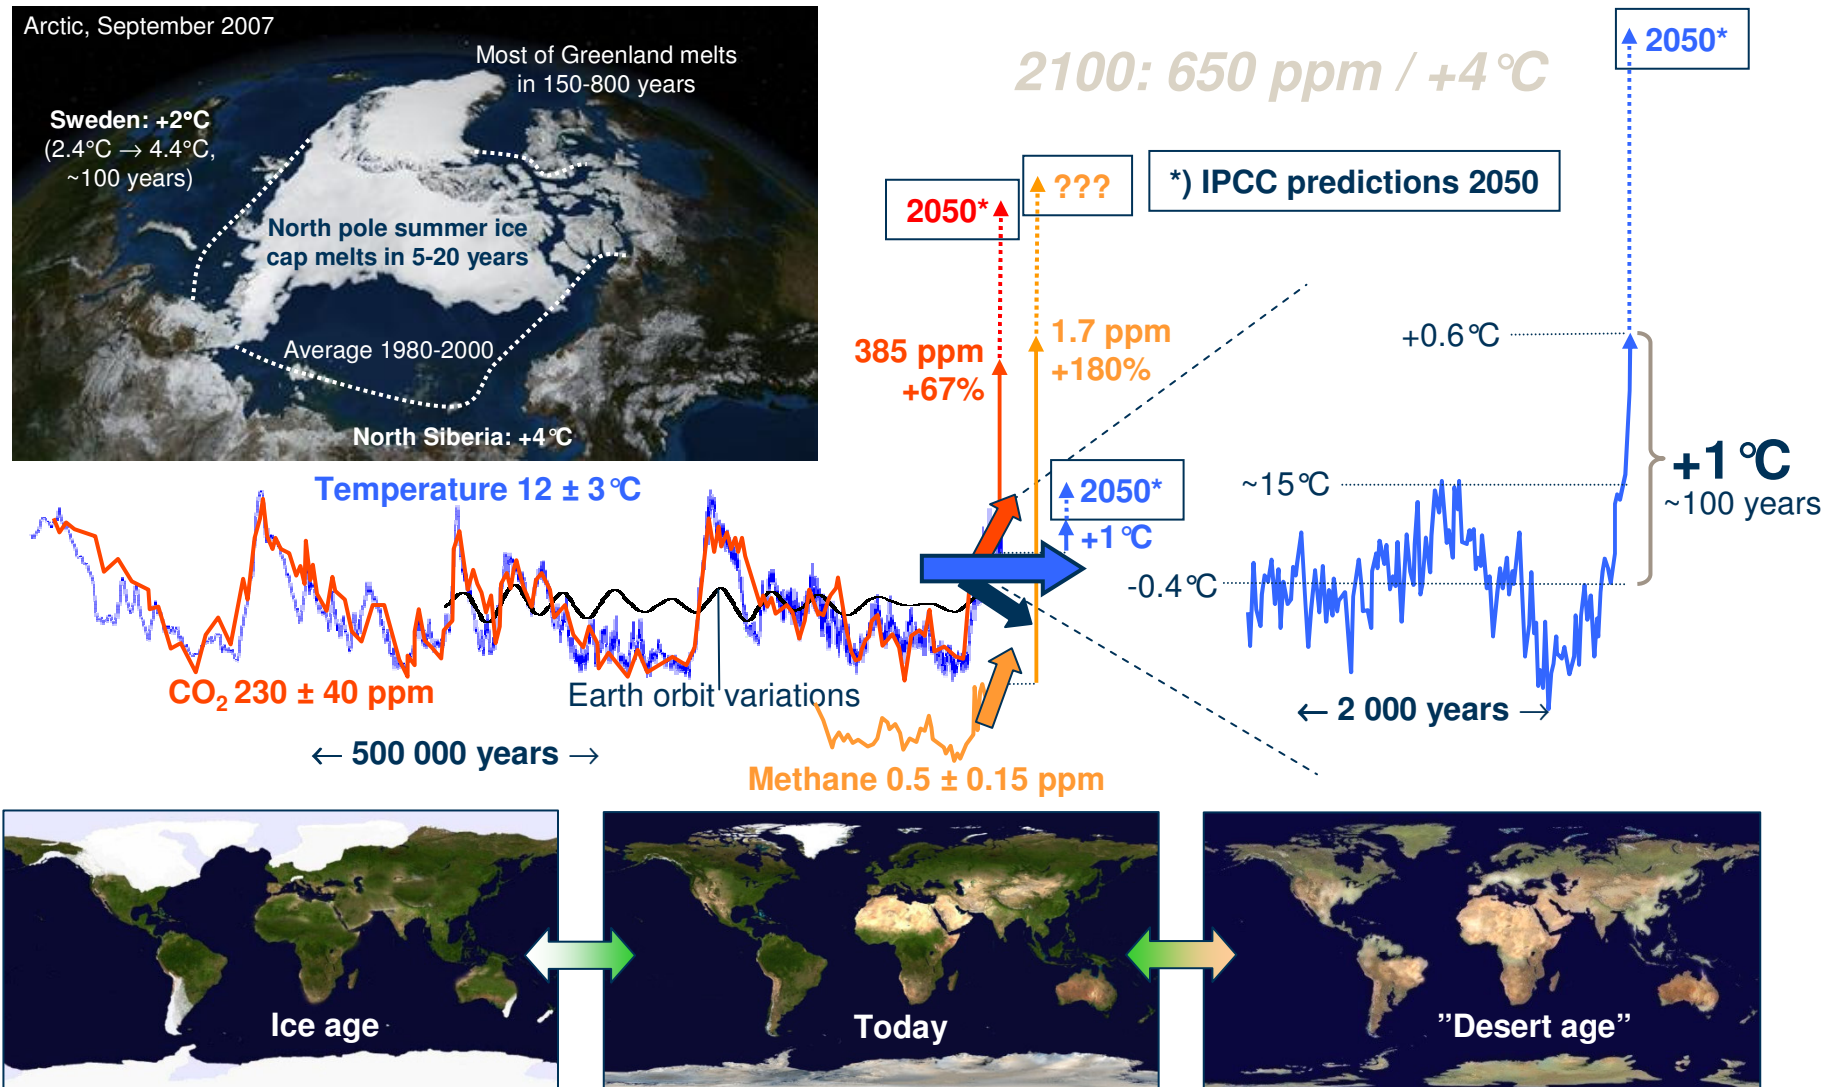 Arctic, September 2007
Most of Greenland melts
in 150-800 years
Sweden: +2°C
(2.4°C → 4.4°C,
~100 years)
North pole summer ice
cap melts in 5-20 years
Average 1980-2000
North Siberia: +4°C
2100: 650 ppm / +4°C
2050*
*) IPCC predictions 2050
2050*
???
385 ppm
+67%
1.7 ppm
+180%
+0.6°C
~15°C
-0.4°C
+1°C
~100 years
← 2 000 years →
2050*
+1°C
Temperature 12 ± 3°C
CO₂ 230 ± 40 ppm
Earth orbit variations
← 500 000 years →
Methane 0.5 ± 0.15 ppm
Ice age
Today
”Desert age”